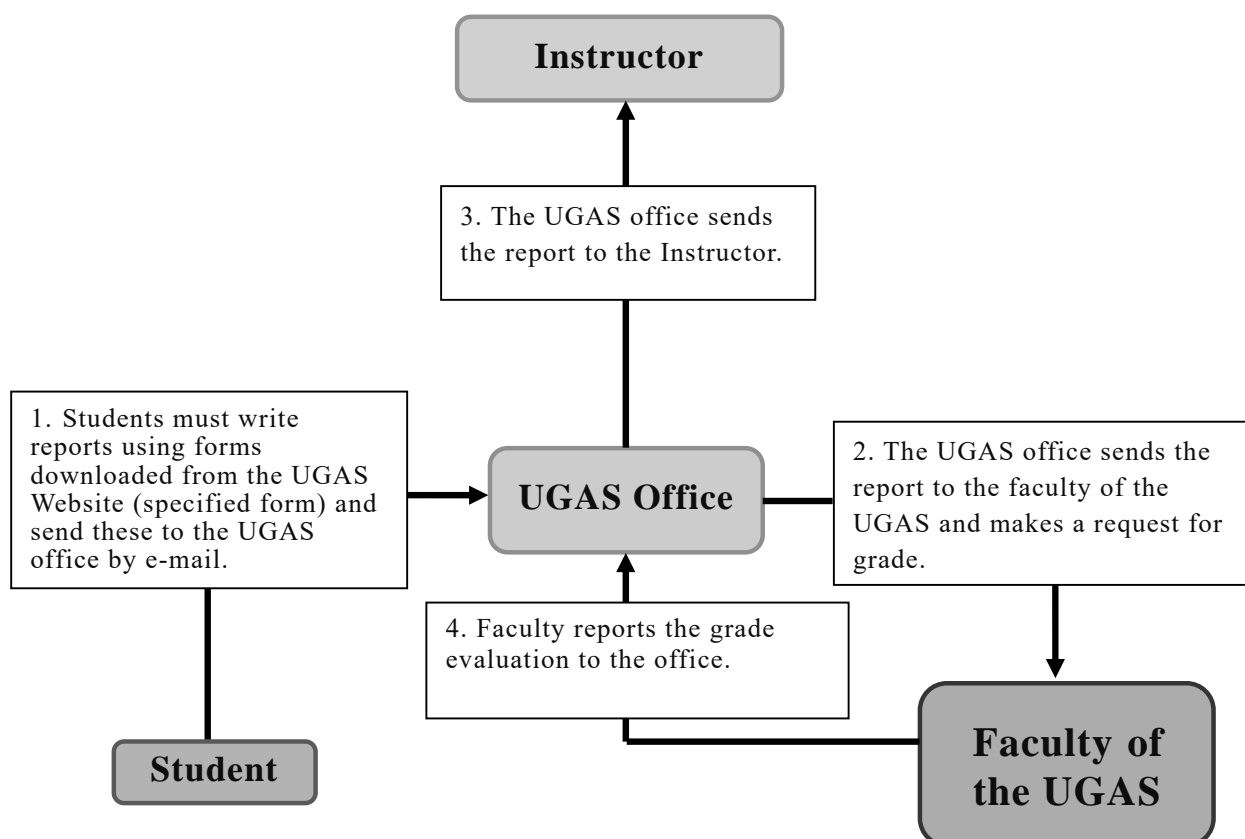 Instructor
3. The UGAS office sends
the report to the Instructor.
1. Students must write
reports using forms
downloaded from the UGAS
Website (specified form) and
send these to the UGAS
office by e-mail.
UGAS Office
2. The UGAS office sends the
report to the faculty of the
UGAS and makes a request for
grade.
4. Faculty reports the grade
evaluation to the office.
Student
Faculty of
the UGAS